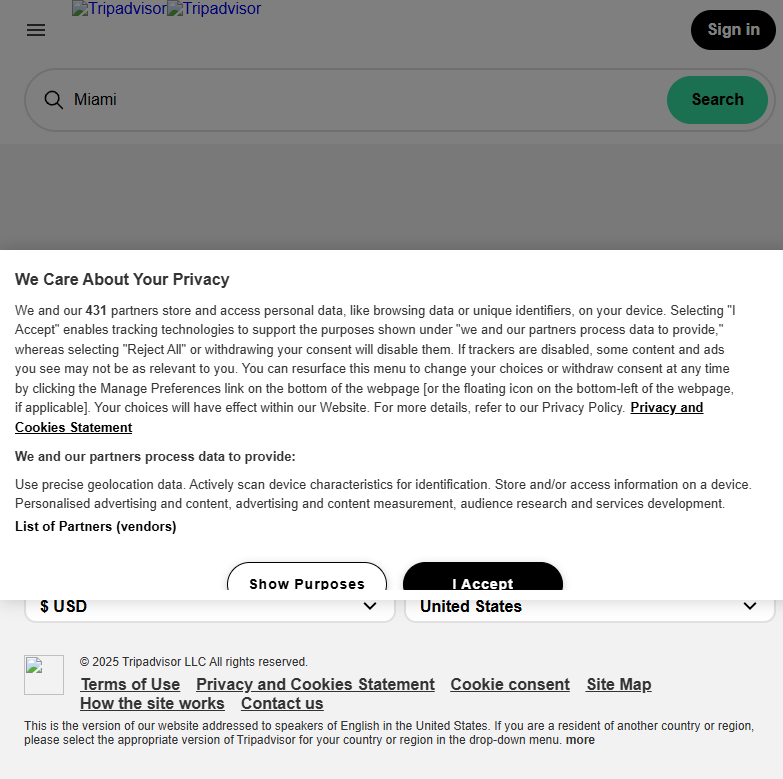 Tripadvisor Tripadvisor
Sign in
Miami
Search
We Care About Your Privacy
We and our 431 partners store and access personal data, like browsing data or unique identifiers, on your device. Selecting "I
Accept" enables tracking technologies to support the purposes shown under "we and our partners process data to provide,"
whereas selecting "Reject All" or withdrawing your consent will disable them. If trackers are disabled, some content and ads
you see may not be as relevant to you. You can resurface this menu to change your choices or withdraw consent at any time
by clicking the Manage Preferences link on the bottom of the webpage [or the floating icon on the bottom-left of the webpage,
if applicable]. Your choices will have effect within our Website. For more details, refer to our Privacy Policy. Privacy and
Cookies Statement
We and our partners process data to provide:
Use precise geolocation data. Actively scan device characteristics for identification. Store and/or access information on a device.
Personalised advertising and content, advertising and content measurement, audience research and services development.
List of Partners (vendors)
Show Purposes
I Accept
$ USD
United States
© 2025 Tripadvisor LLC All rights reserved.
Terms of Use Privacy and Cookies Statement Cookie consent Site Map
How the site works Contact us
This is the version of our website addressed to speakers of English in the United States. If you are a resident of another country or region,
please select the appropriate version of Tripadvisor for your country or region in the drop-down menu. more